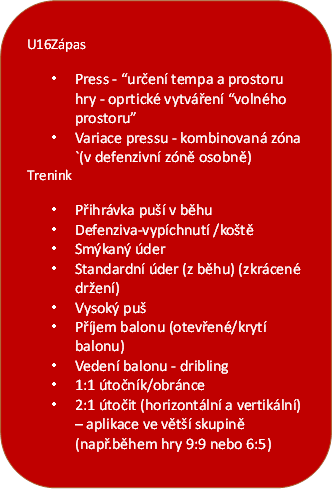 U16Zápas
• Press - “určení tempa a prostoru
hry - oprtické vytváření “volného
prostoru”
• Variace pressu - kombinovaná zóna
`(v defenzivní zóně osobně)
Trenink
• Přihrávka puší v běhu
• Defenziva-vypíchnutí /koště
• Smýkaný úder
• Standardní úder (z běhu) (zkrácené
držení)
• Vysoký puš
• Příjem balonu (otevřené/krytí
balonu)
• Vedení balonu - dribling
• 1:1 útočník/obránce
• 2:1 útočit (horizontální a vertikální)
– aplikace ve větší skupině
(např.během hry 9:9 nebo 6:5)